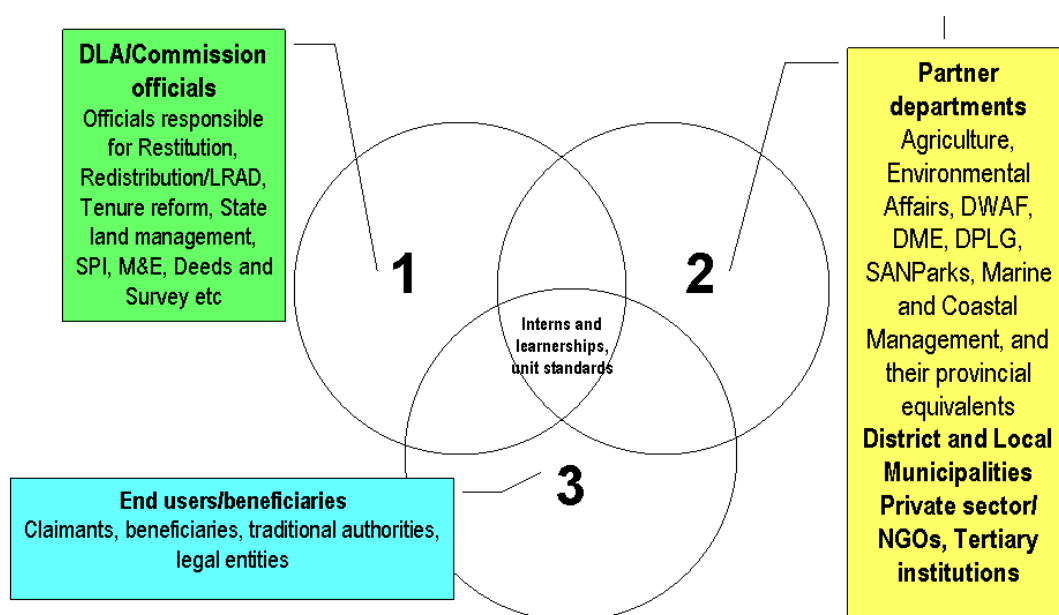 DLA/Commission
officials
Officials responsible
for Restitution,
Redistribution/LRAD,
Tenure reform, State
land management,
SPI, M&E, Deeds and
Survey etc
Partner
departments
Agriculture,
Environmental
Affairs, DWAF,
DME, DPLG,
SANParks, Marine
and Coastal
Management, and
their provincial
equivalents
District and Local
Municipalities
Private sector/
NGOs, Tertiary
institutions
1
2
Interns and
learnerships,
unit standards
3
End users/beneficiaries
Claimants, beneficiaries, traditional authorities,
legal entities